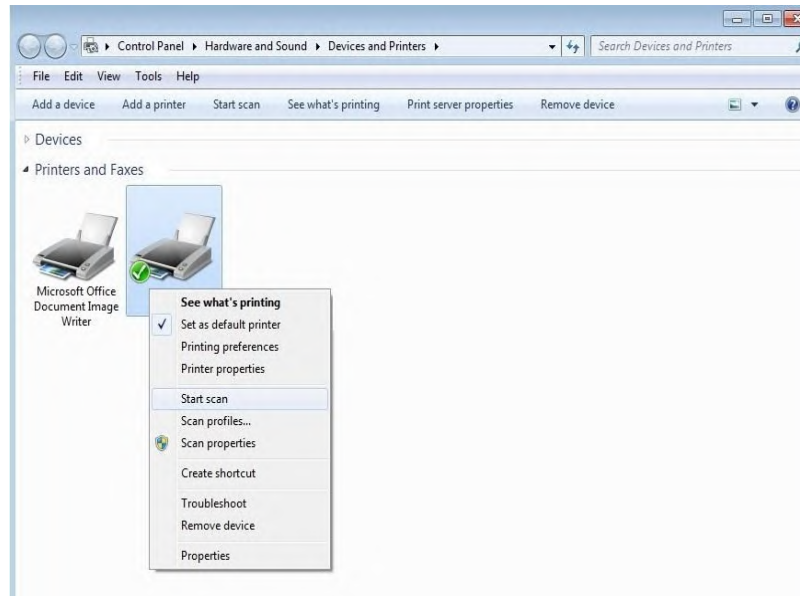 Control Panel Hardware and Sound Devices and Printers Search Devices and Printers
File Edit View Tools Help
Add a device Add a printer Start scan See what's printing Print server properties Remove device
Devices
Printers and Faxes
Microsoft Office
Document Image
Writer
See what's printing
Set as default printer
Printing preferences
Printer properties
Start scan
Scan profiles...
Scan properties
Create shortcut
Troubleshoot
Remove device
Properties